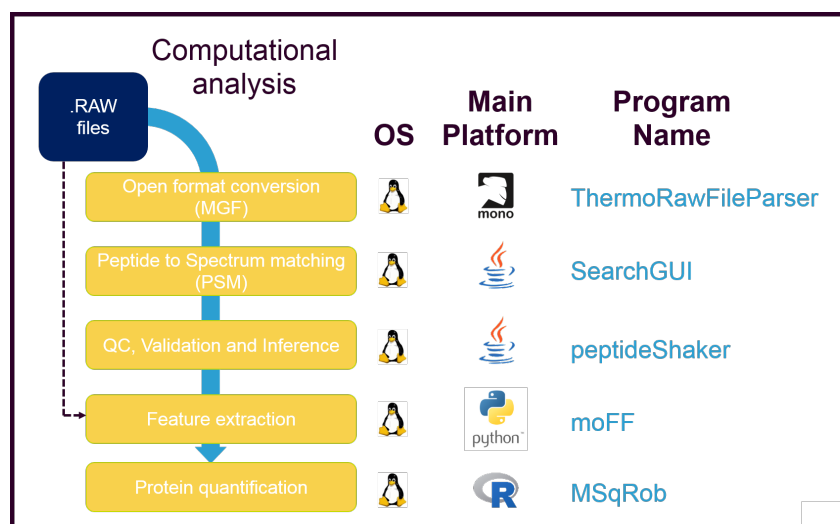 Computational
analysis
.RAW
files
OS
Main
Platform
Program
Name
Open format conversion
(MGF)
mono
ThermoRawFileParser
Peptide to Spectrum matching
(PSM)
SearchGUI
QC, Validation and Inference
peptideShaker
Feature extraction
python™
moFF
Protein quantification
R
MSqRob